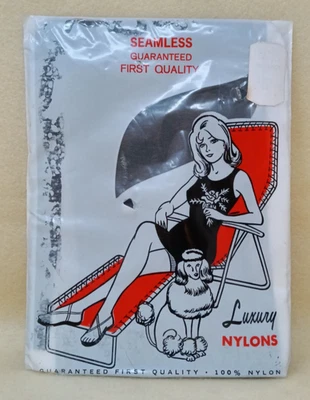 SEAMLESS
GUARANTEED
FIRST QUALITY
Luxury
NYLONS
GUARANTEED FIRST QUALITY · 100% NYLON